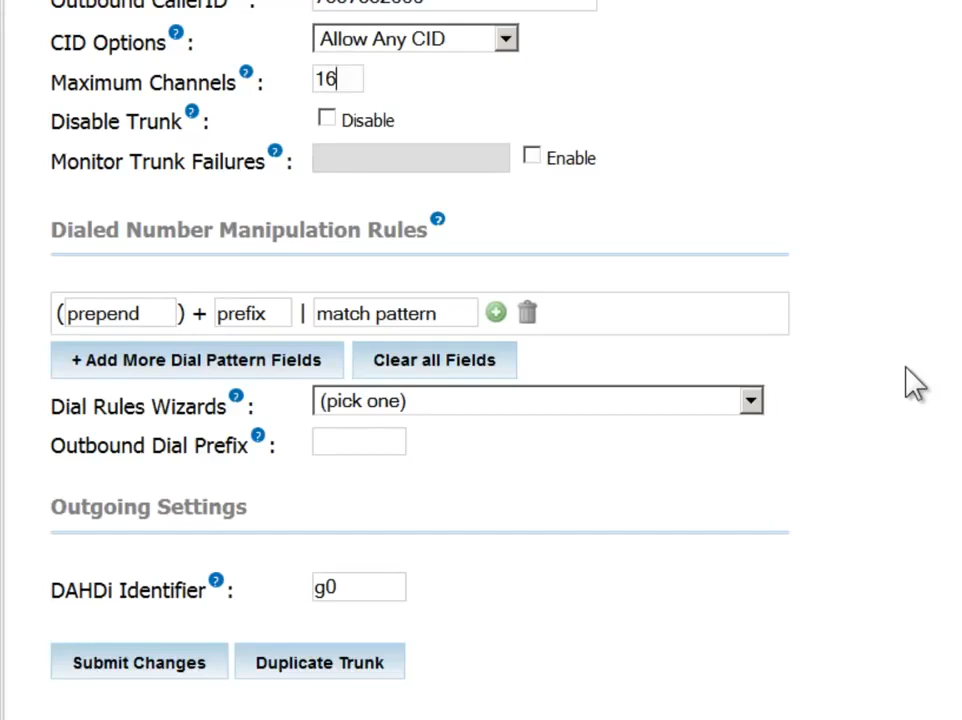 Outbound CallerID :
CID Options ? : Allow Any CID
Maximum Channels ? : 16
Disable Trunk ? : Disable
Monitor Trunk Failures ? : Enable
Dialed Number Manipulation Rules ?
(prepend ) + prefix | match pattern
+ Add More Dial Pattern Fields Clear all Fields
Dial Rules Wizards ? : (pick one)
Outbound Dial Prefix ? :
Outgoing Settings
DAHDi Identifier ? : g0
Submit Changes Duplicate Trunk